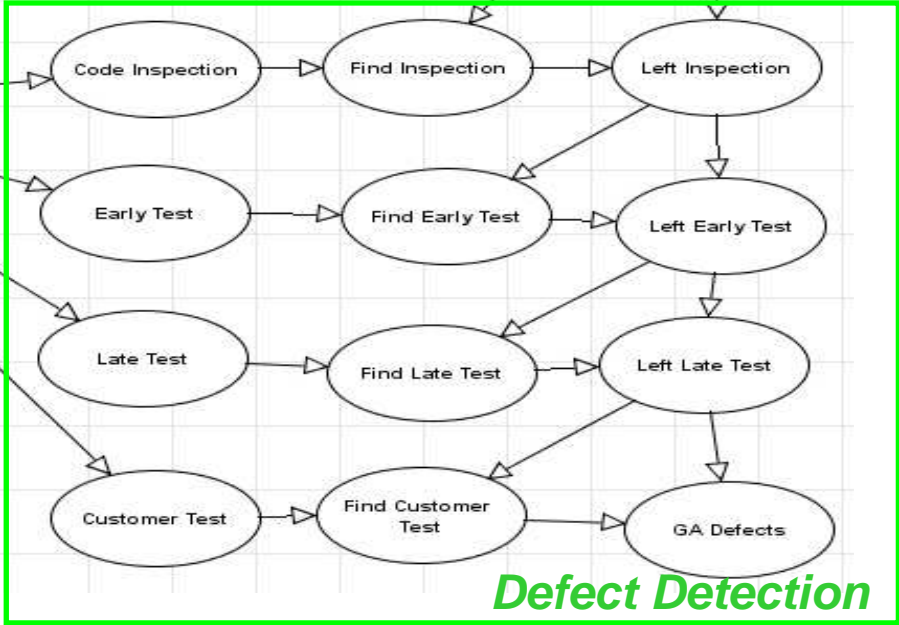 Code Inspection
Find Inspection
Left Inspection
Early Test
Find Early Test
Left Early Test
Late Test
Find Late Test
Left Late Test
Customer Test
Find Customer
Test
GA Defects
Defect Detection